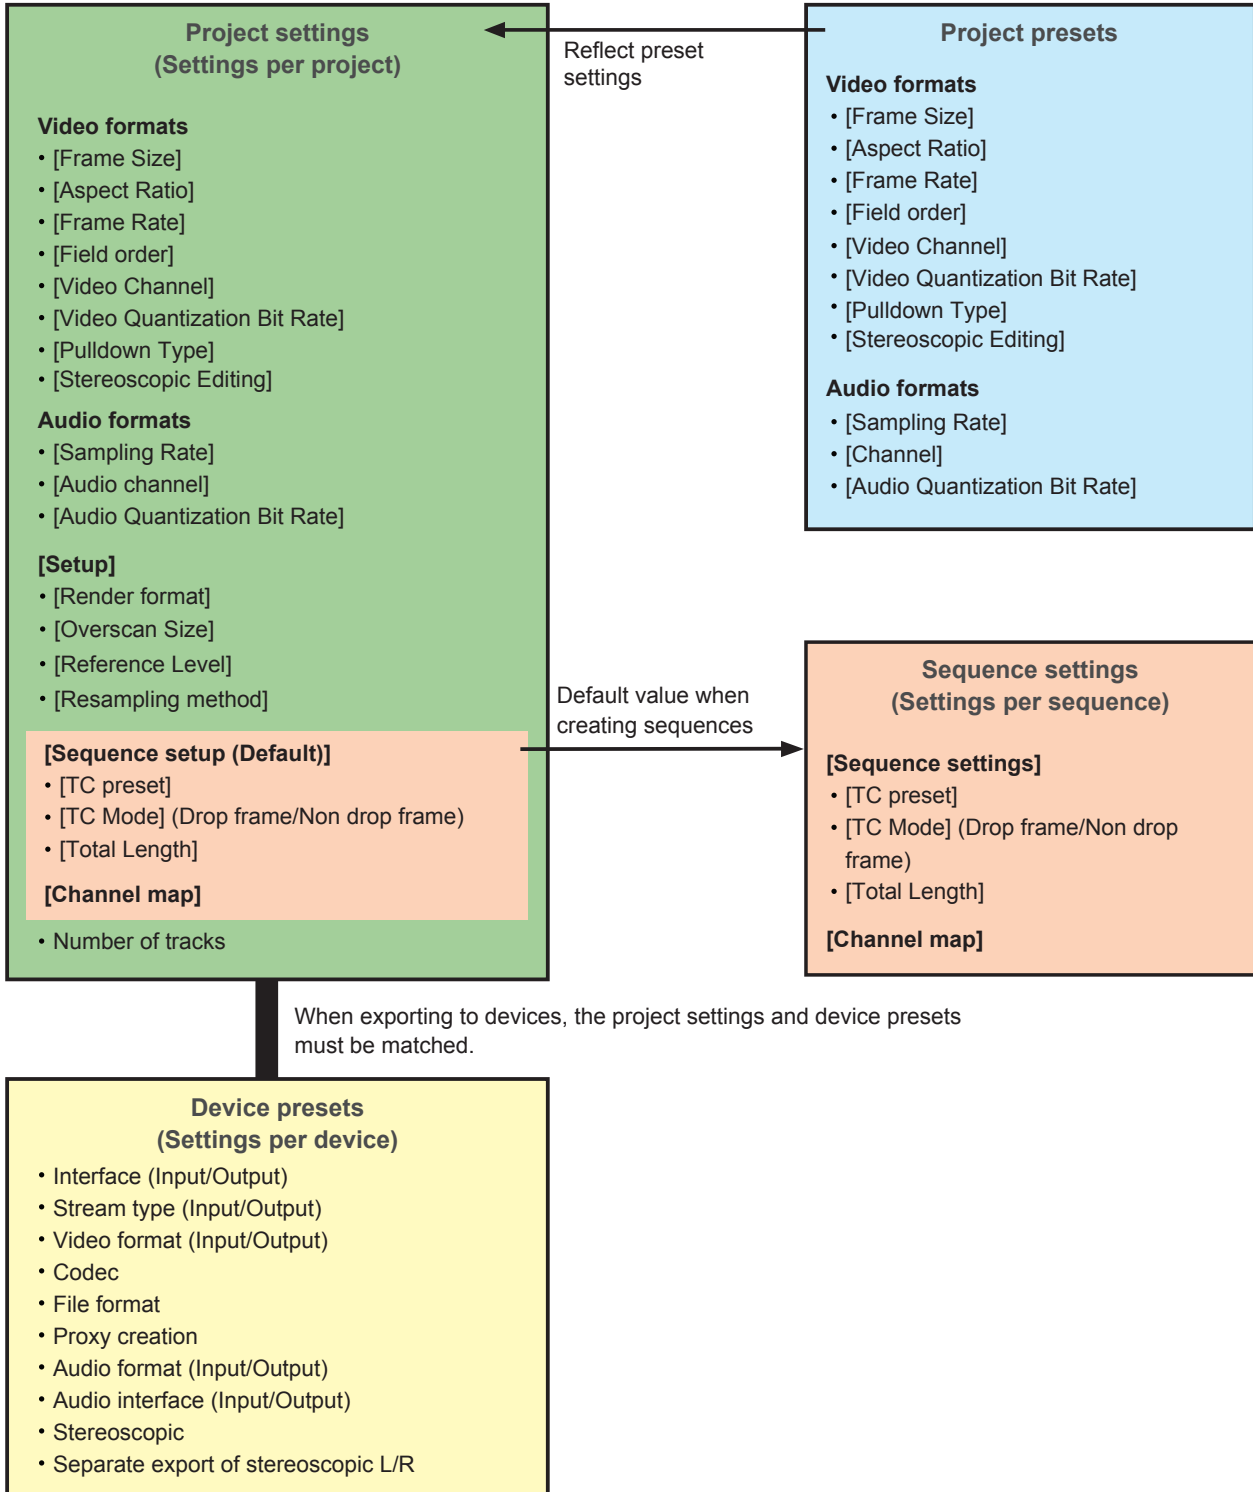 Project settings
(Settings per project)
Video formats
• [Frame Size]
• [Aspect Ratio]
• [Frame Rate]
• [Field order]
• [Video Channel]
• [Video Quantization Bit Rate]
• [Pulldown Type]
• [Stereoscopic Editing]
Audio formats
• [Sampling Rate]
• [Audio channel]
• [Audio Quantization Bit Rate]
[Setup]
• [Render format]
• [Overscan Size]
• [Reference Level]
• [Resampling method]
[Sequence setup (Default)]
• [TC preset]
• [TC Mode] (Drop frame/Non drop frame)
• [Total Length]
[Channel map]
• Number of tracks
Reflect preset
settings
Project presets
Video formats
• [Frame Size]
• [Aspect Ratio]
• [Frame Rate]
• [Field order]
• [Video Channel]
• [Video Quantization Bit Rate]
• [Pulldown Type]
• [Stereoscopic Editing]
Audio formats
• [Sampling Rate]
• [Channel]
• [Audio Quantization Bit Rate]
Default value when
creating sequences
Sequence settings
(Settings per sequence)
[Sequence settings]
• [TC preset]
• [TC Mode] (Drop frame/Non drop
frame)
• [Total Length]
[Channel map]
When exporting to devices, the project settings and device presets
must be matched.
Device presets
(Settings per device)
• Interface (Input/Output)
• Stream type (Input/Output)
• Video format (Input/Output)
• Codec
• File format
• Proxy creation
• Audio format (Input/Output)
• Audio interface (Input/Output)
• Stereoscopic
• Separate export of stereoscopic L/R